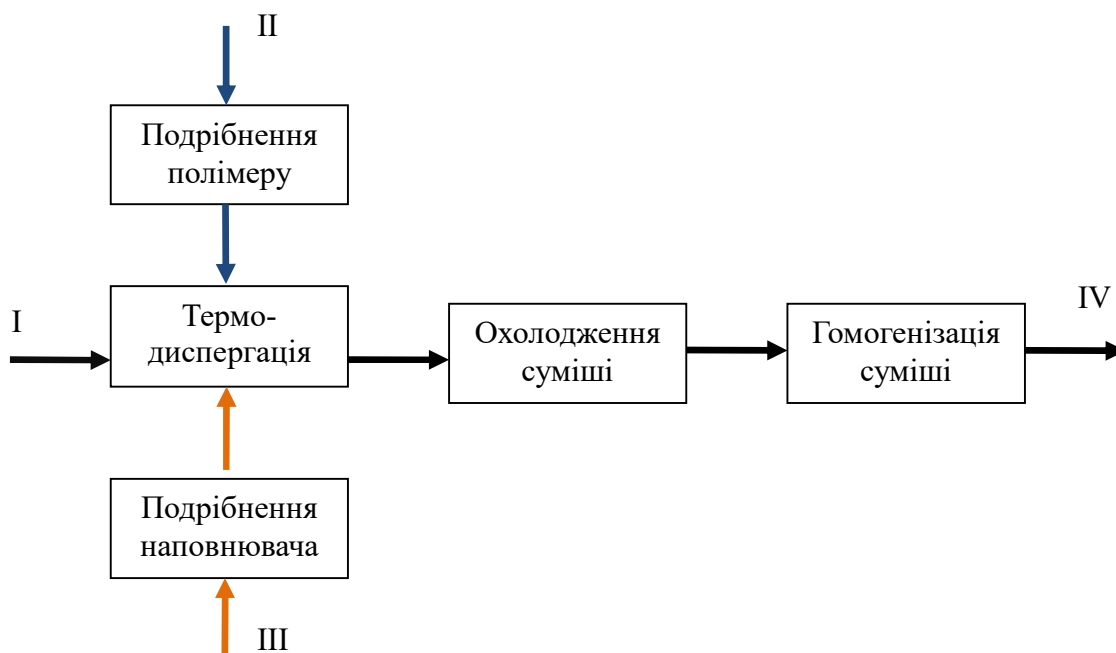 II
Подрібнення
полімеру
I
Термо-
диспергація
Охолодження
суміші
Гомогенізація
суміші
IV
Подрібнення
наповнювача
III